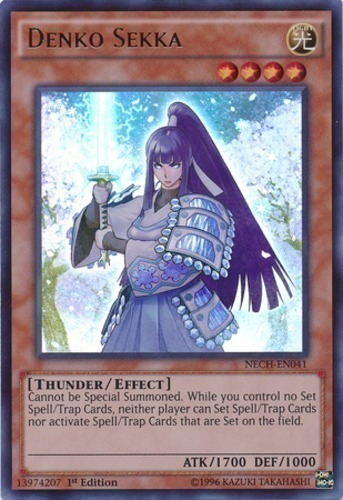 DENKO SEKKA
LIGHT
光
NECH-EN041
[THUNDER/EFFECT]
Cannot be Special Summoned. While you control no Set
Spell/Trap Cards, neither player can Set Spell/Trap Cards
nor activate Spell/Trap Cards that are Set on the field.
ATK/1700 DEF/1000
13974207 1st Edition ©1996 KAZUKI TAKAHASHI